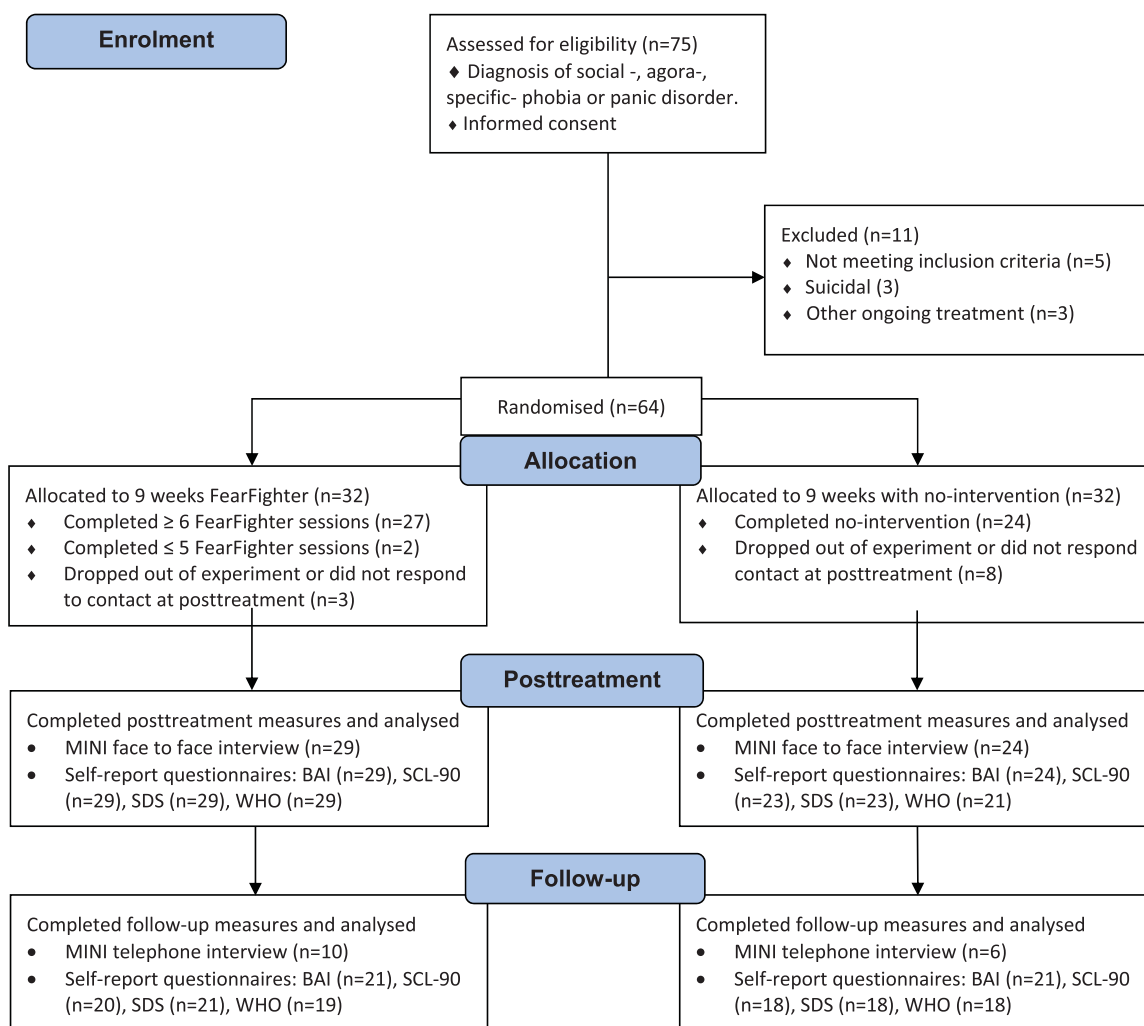 Enrolment
Assessed for eligibility (n=75)
♦ Diagnosis of social -, agora-,
specific- phobia or panic disorder.
♦ Informed consent
Excluded (n=11)
♦ Not meeting inclusion criteria (n=5)
♦ Suicidal (3)
♦ Other ongoing treatment (n=3)
Randomised (n=64)
Allocation
Allocated to 9 weeks FearFighter (n=32)
♦ Completed ≥ 6 FearFighter sessions (n=27)
♦ Completed ≤ 5 FearFighter sessions (n=2)
♦ Dropped out of experiment or did not respond
to contact at posttreatment (n=3)
Allocated to 9 weeks with no-intervention (n=32)
♦ Completed no-intervention (n=24)
♦ Dropped out of experiment or did not respond
contact at posttreatment (n=8)
Posttreatment
Completed posttreatment measures and analysed
• MINI face to face interview (n=29)
• Self-report questionnaires: BAI (n=29), SCL-90
(n=29), SDS (n=29), WHO (n=29)
Completed posttreatment measures and analysed
• MINI face to face interview (n=24)
• Self-report questionnaires: BAI (n=24), SCL-90
(n=23), SDS (n=23), WHO (n=21)
Follow-up
Completed follow-up measures and analysed
• MINI telephone interview (n=10)
• Self-report questionnaires: BAI (n=21), SCL-90
(n=20), SDS (n=21), WHO (n=19)
Completed follow-up measures and analysed
• MINI telephone interview (n=6)
• Self-report questionnaires: BAI (n=21), SCL-90
(n=18), SDS (n=18), WHO (n=18)